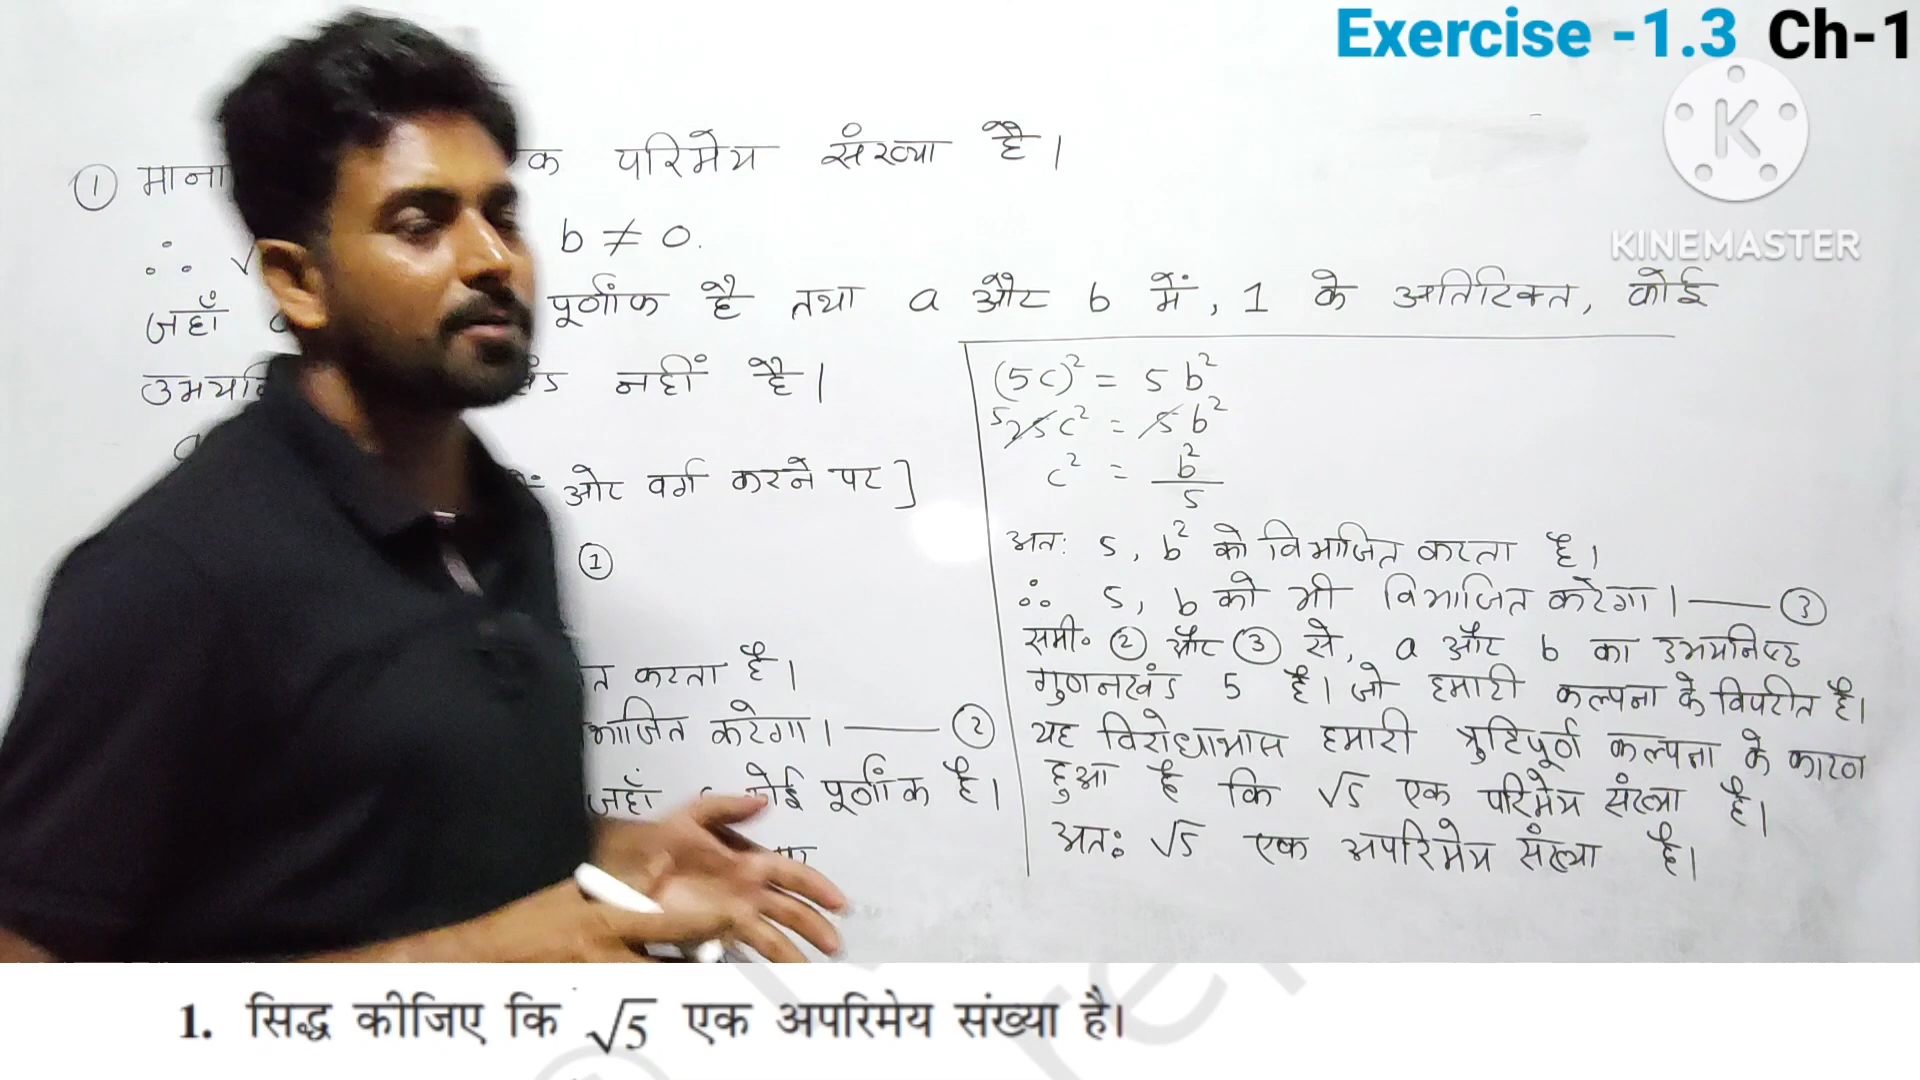 Exercise -1.3 Ch-1
KINEMASTER
① माना परिमेय संख्या है।
∴ √ b ≠ 0.
जहाँ पूर्णांक है तथा a और b में, 1 के अतिरिक्त, कोई
नहीं है।
ओर वर्ग करने पर]
①
करता है।
करेगा। —— ②
जहाँ कोई पूर्णांक है।
(5c)² = 5b²
5 25c² = 5b²
c² = b²/5
अतः 5, b² को विभाजित करता है।
∴ 5, b को भी विभाजित करेगा। —— ③
समी० ② और ③ से, a और b का उभयनिष्ठ
गुणनखंड 5 है। जो हमारी कल्पना के विपरीत है।
यह विरोधाभास हमारी त्रुटिपूर्ण कल्पना के कारण
हुआ है कि √5 एक परिमेय संख्या है।
अतः √5 एक अपरिमेय संख्या है।
1. सिद्ध कीजिए कि √5 एक अपरिमेय संख्या है।